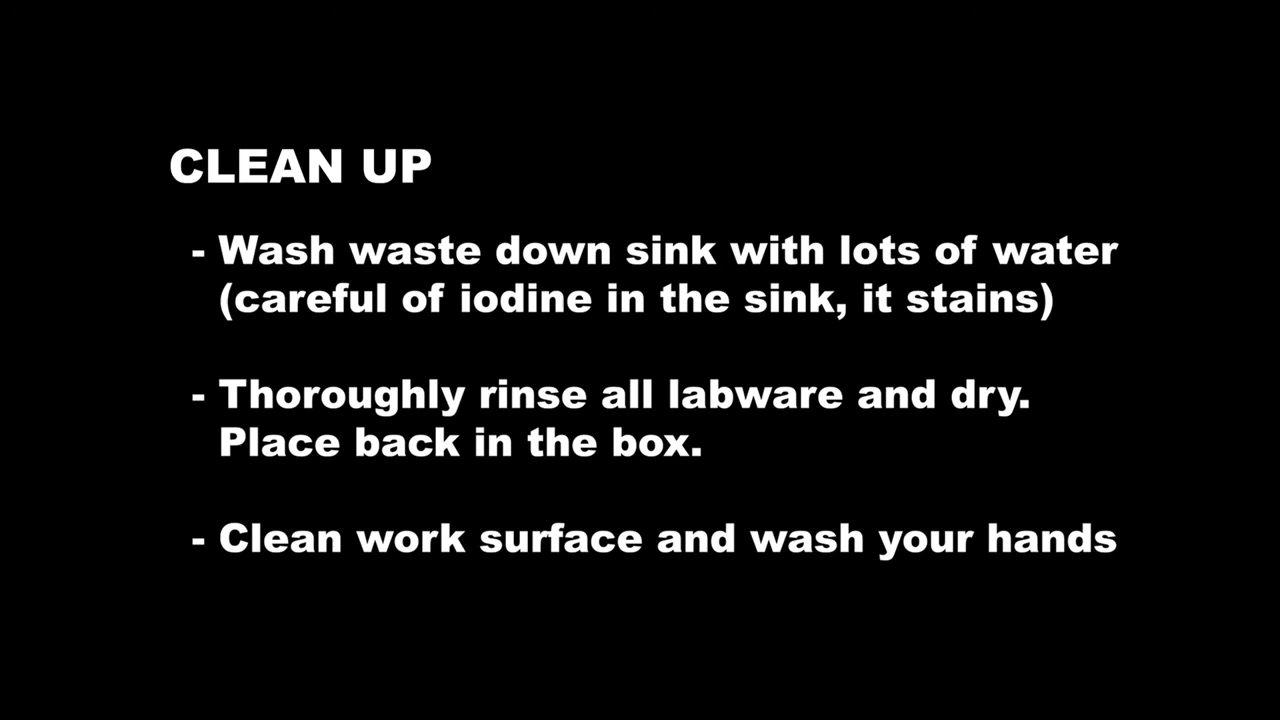 CLEAN UP
- Wash waste down sink with lots of water
(careful of iodine in the sink, it stains)
- Thoroughly rinse all labware and dry.
Place back in the box.
- Clean work surface and wash your hands